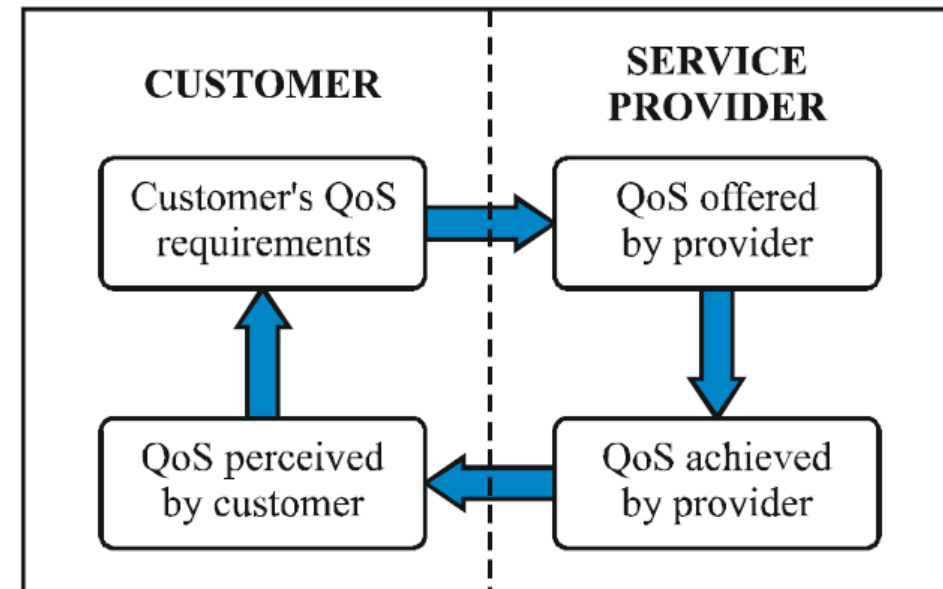 CUSTOMER
SERVICE
PROVIDER
Customer's QoS
requirements
QoS offered
by provider
QoS perceived
by customer
QoS achieved
by provider